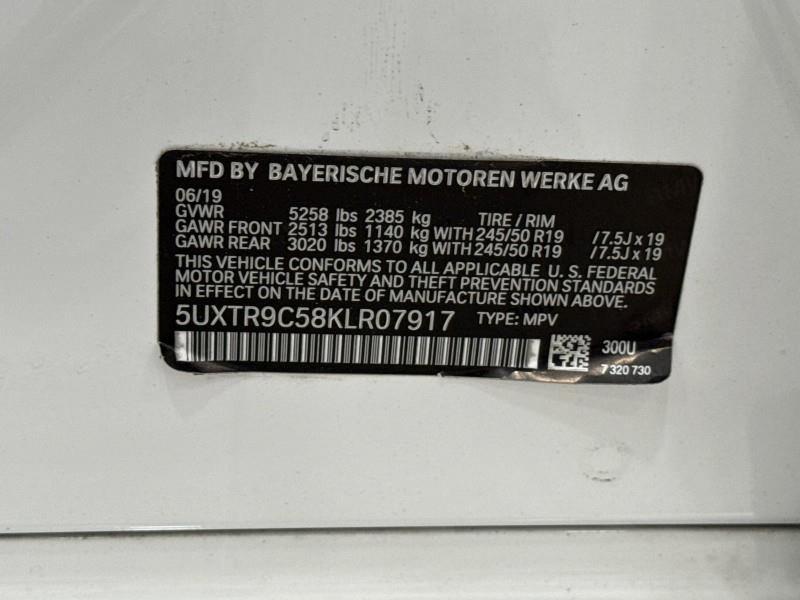 MFD BY BAYERISCHE MOTOREN WERKE AG
06/19
GVWR 5258 lbs 2385 kg TIRE / RIM
GAWR FRONT 2513 lbs 1140 kg WITH 245/50 R19 /7.5J x 19
GAWR REAR 3020 lbs 1370 kg WITH 245/50 R19 /7.5J x 19
THIS VEHICLE CONFORMS TO ALL APPLICABLE U. S. FEDERAL
MOTOR VEHICLE SAFETY AND THEFT PREVENTION STANDARDS
IN EFFECT ON THE DATE OF MANUFACTURE SHOWN ABOVE.
5UXTR9C58KLR07917 TYPE: MPV
300U
7 320 730